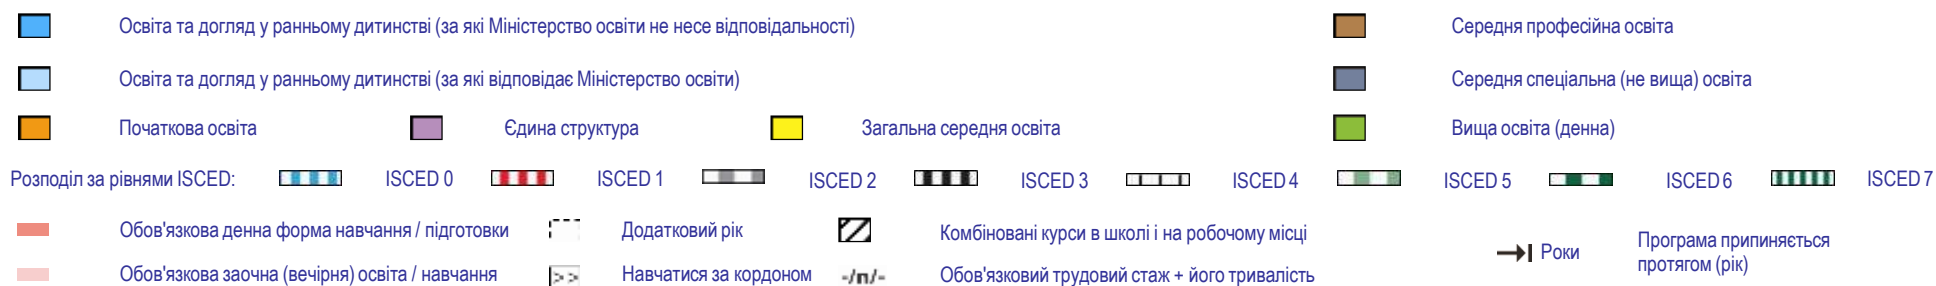 Освіта та догляд у ранньому дитинстві (за які Міністерство освіти не несе відповідальності)
Середня професійна освіта
Освіта та догляд у ранньому дитинстві (за які відповідає Міністерство освіти)
Середня спеціальна (не вища) освіта
Початкова освіта
Єдина структура
Загальна середня освіта
Вища освіта (денна)
Розподіл за рівнями ISCED:
ISCED 0
ISCED 1
ISCED 2
ISCED 3
ISCED 4
ISCED 5
ISCED 6
ISCED 7
Обов'язкова денна форма навчання / підготовки
Додатковий рік
Комбіновані курси в школі і на робочому місці
Роки
Програма припиняється
протягом (рік)
Обов'язкова заочна (вечірня) освіта / навчання
>>
Навчатися за кордоном
-/п/-
Обов'язковий трудовий стаж + його тривалість